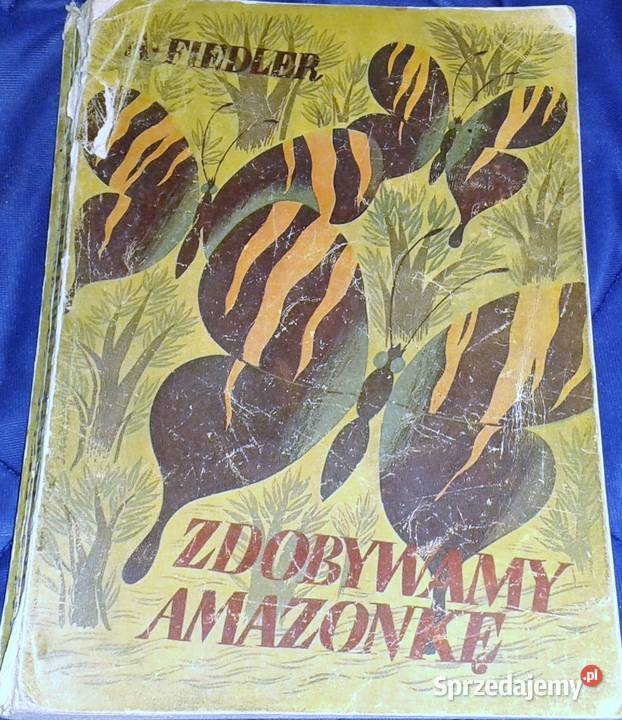 A. FIEDLER
ZDOBYWAMY
AMAZONKĘ
Sprzedajemy.pl